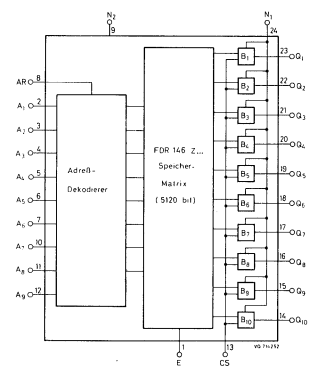 N₂
9
N₁
24
AR 8
A₁ 2
A₂ 3
A₃ 4
A₄ 5
A₅ 6
A₆ 7
A₇ 10
A₈ 11
A₉ 12
Adreß-
Dekodierer
FDR 146 Z...
Speicher-
Matrix
(5120 bit)
B₁ 23 Q₁
B₂ 22 Q₂
B₃ 21 Q₃
B₄ 20 Q₄
B₅ 19 Q₅
B₆ 18 Q₆
B₇ 17 Q₇
B₈ 16 Q₈
B₉ 15 Q₉
B₁₀ 14 Q₁₀
1
E
13
CS